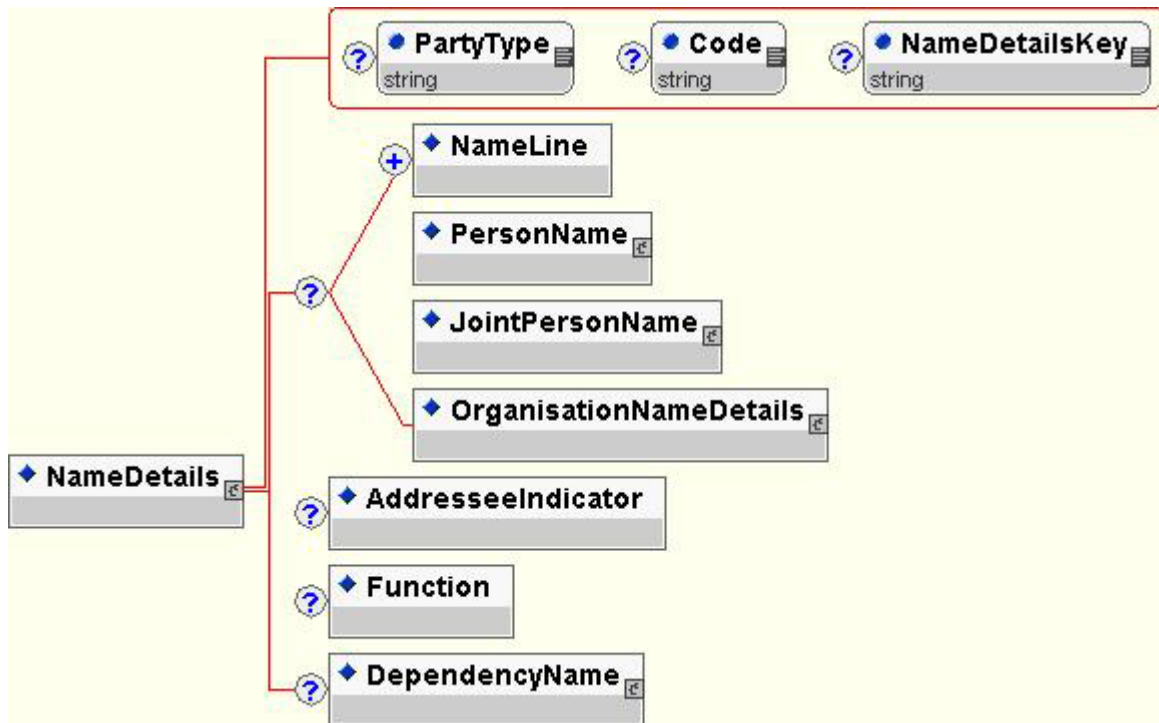 ? PartyType ? Code ? NameDetailsKey
string string string
+ NameLine
PersonName
?
JointPersonName
OrganisationNameDetails
NameDetails
? AddresseeIndicator
? Function
? DependencyName